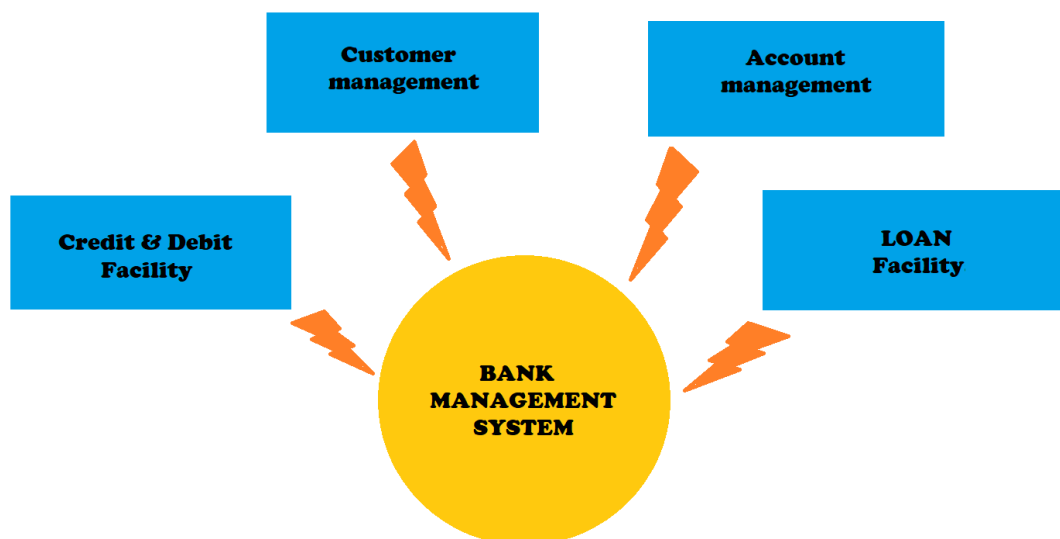 Customer
management
Account
management
Credit & Debit
Facility
LOAN
Facility
BANK
MANAGEMENT
SYSTEM